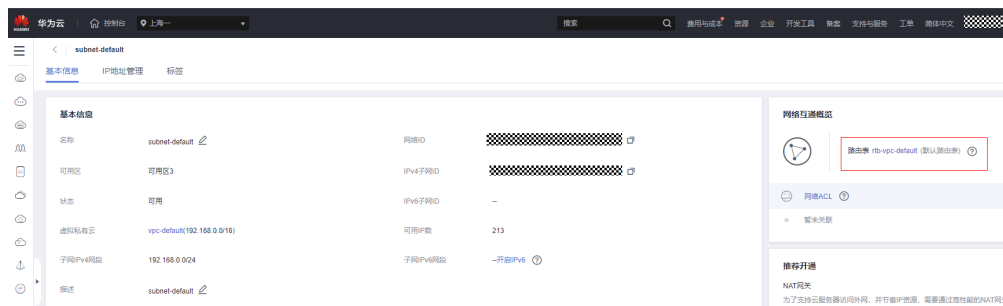 HUAWEI 华为云 控制台 上海一 搜索 费用与成本 资源 企业 开发工具 备案 支持与服务 工单 简体中文
subnet-default
基本信息 IP地址管理 标签
基本信息
名称 subnet-default 网络ID
可用区 可用区3 IPv4子网ID
状态 可用 IPv6子网ID --
虚拟私有云 vpc-default(192.168.0.0/16) 可用IP数 213
子网IPv4网段 192.168.0.0/24 子网IPv6网段 --开启IPv6
描述 subnet-default
网络互通概览
路由表 rtb-vpc-default (默认路由表)
网络ACL
暂未关联
推荐开通
NAT网关
为了支持云服务器访问外网，并节省IP资源，需要通过高性能的NAT网